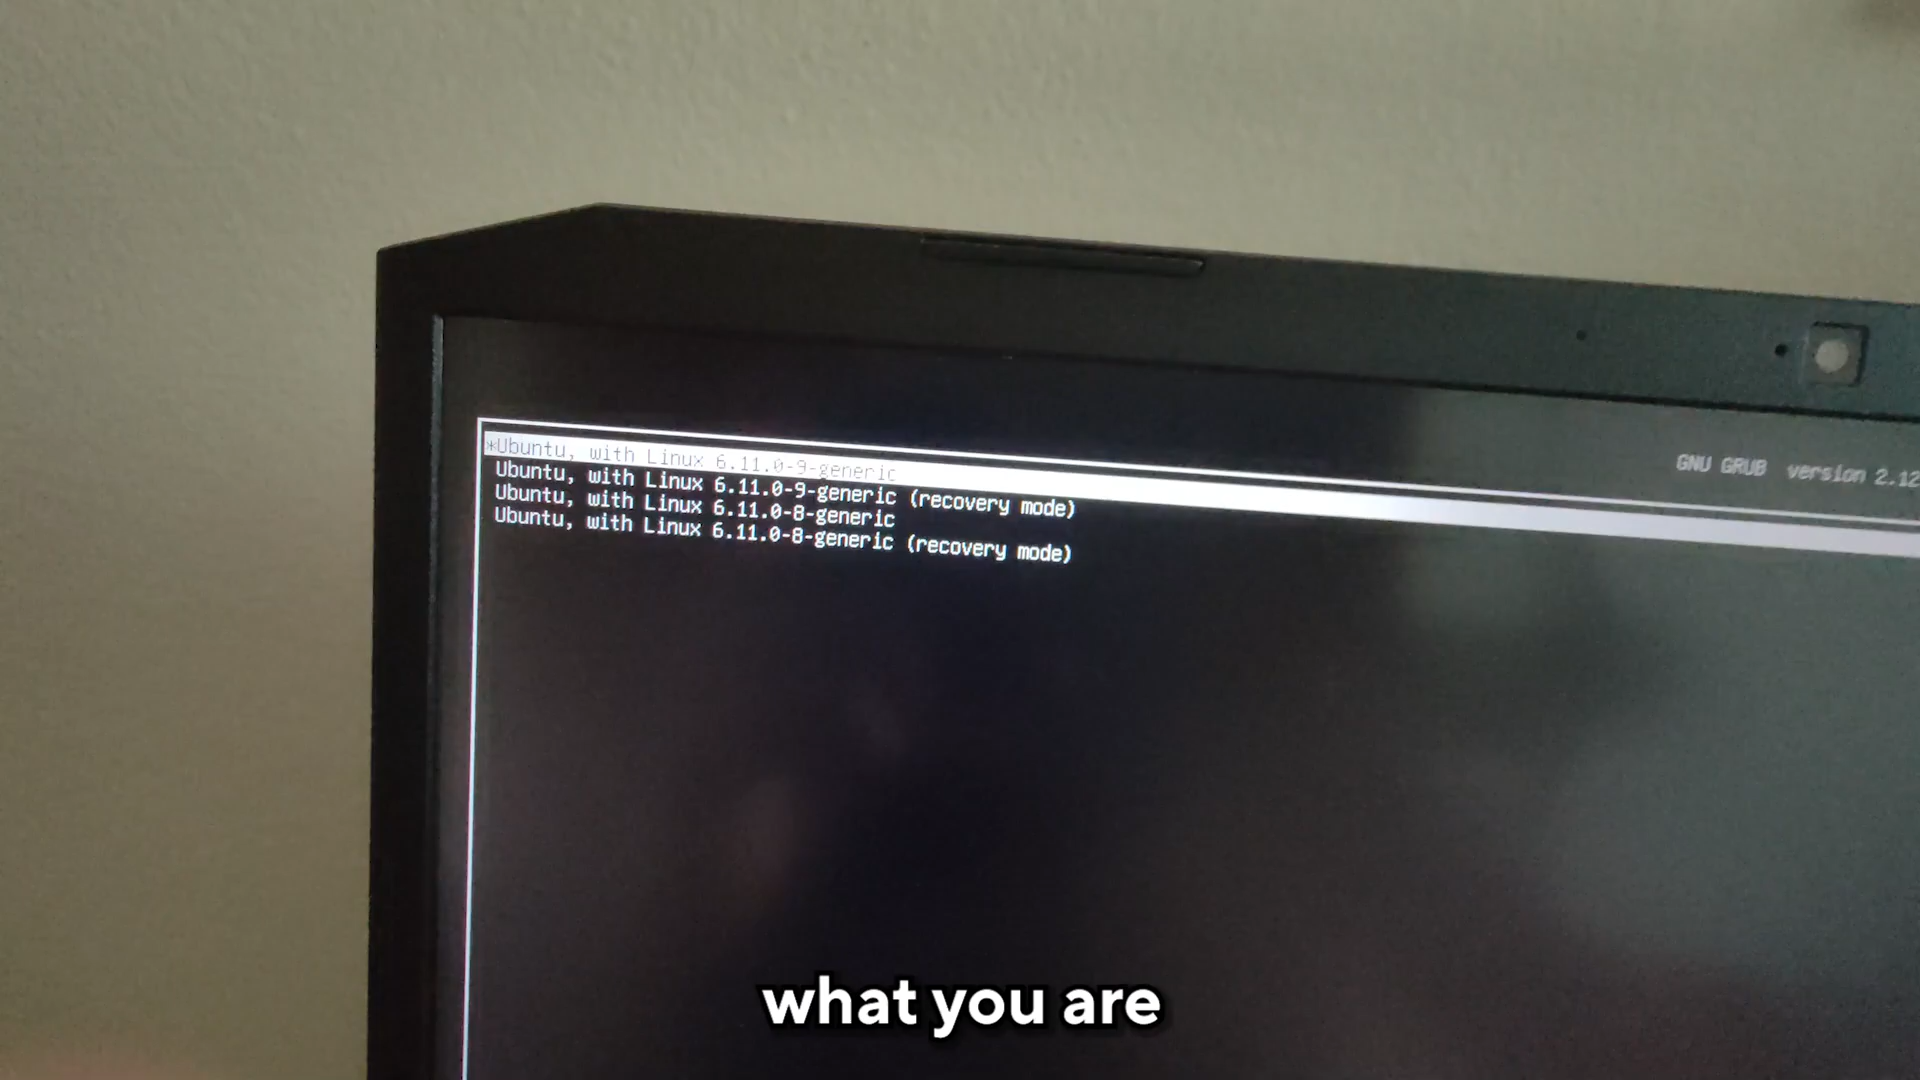 GNU GRUB version 2.12
*Ubuntu, with Linux 6.11.0-9-generic
Ubuntu, with Linux 6.11.0-9-generic (recovery mode)
Ubuntu, with Linux 6.11.0-8-generic
Ubuntu, with Linux 6.11.0-8-generic (recovery mode)
what you are